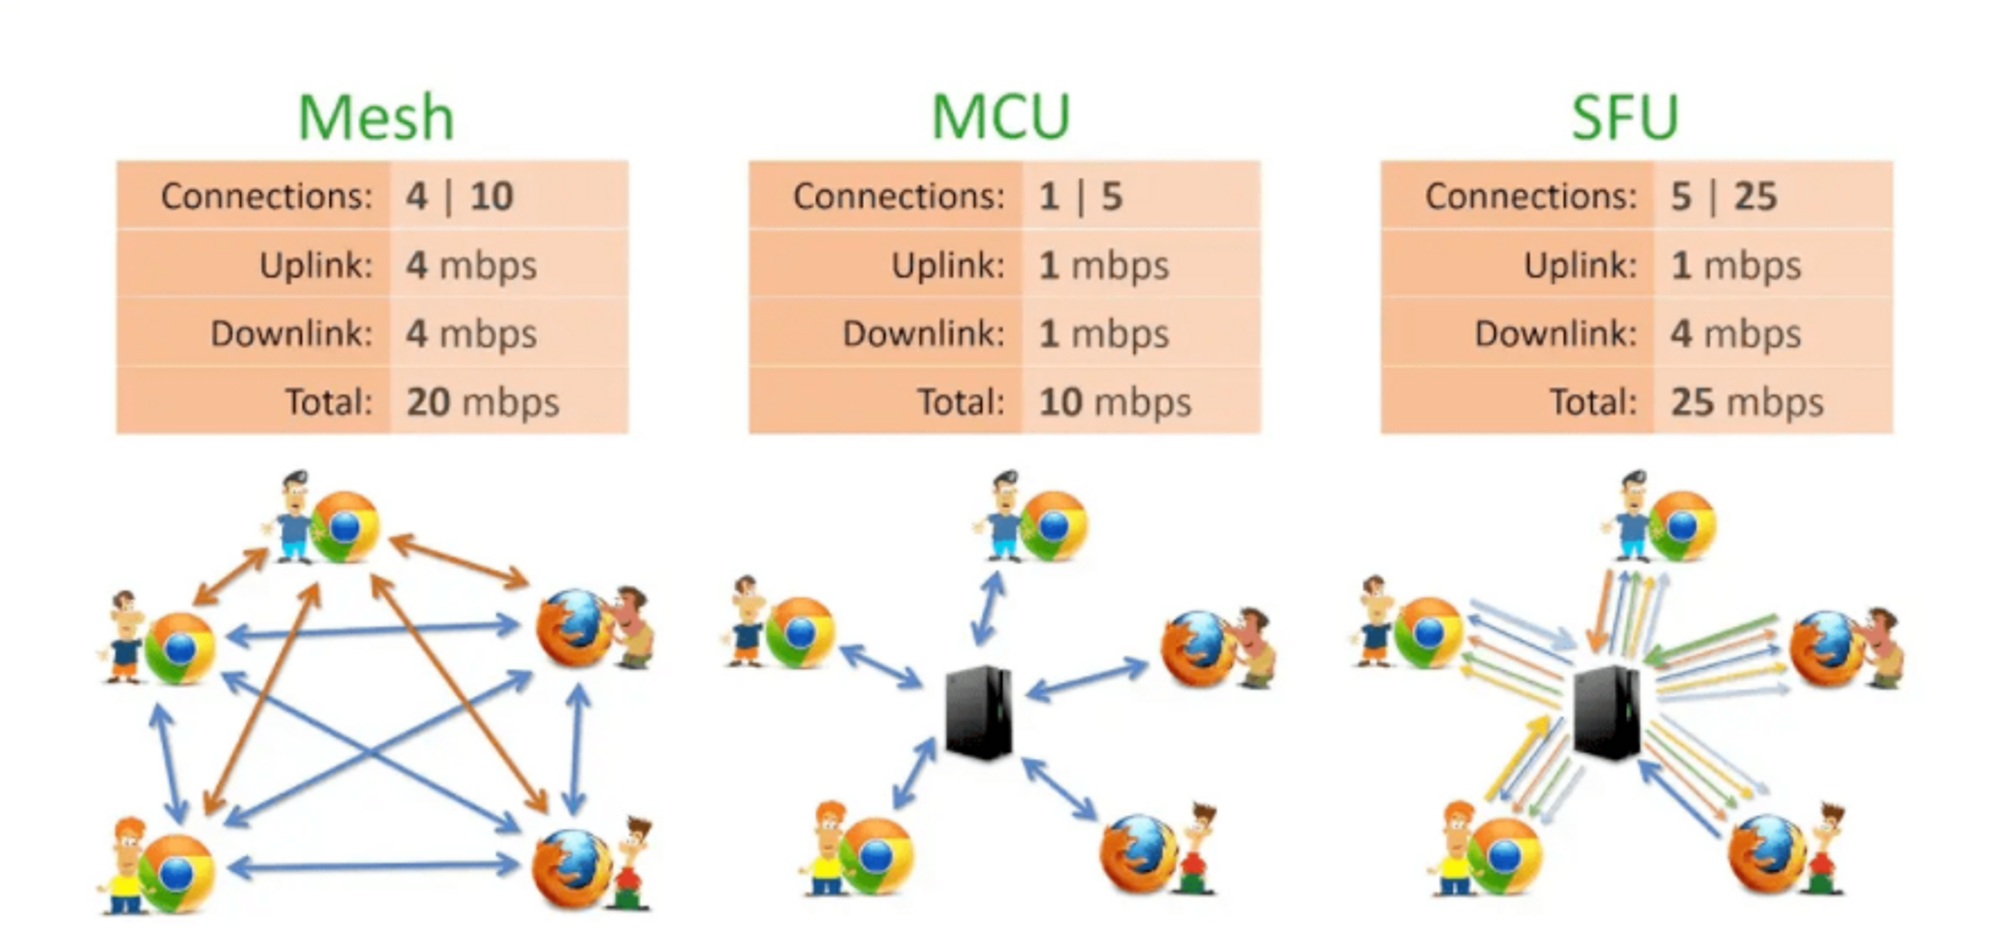 Mesh
Connections: 4 | 10
Uplink: 4 mbps
Downlink: 4 mbps
Total: 20 mbps
MCU
Connections: 1 | 5
Uplink: 1 mbps
Downlink: 1 mbps
Total: 10 mbps
SFU
Connections: 5 | 25
Uplink: 1 mbps
Downlink: 4 mbps
Total: 25 mbps